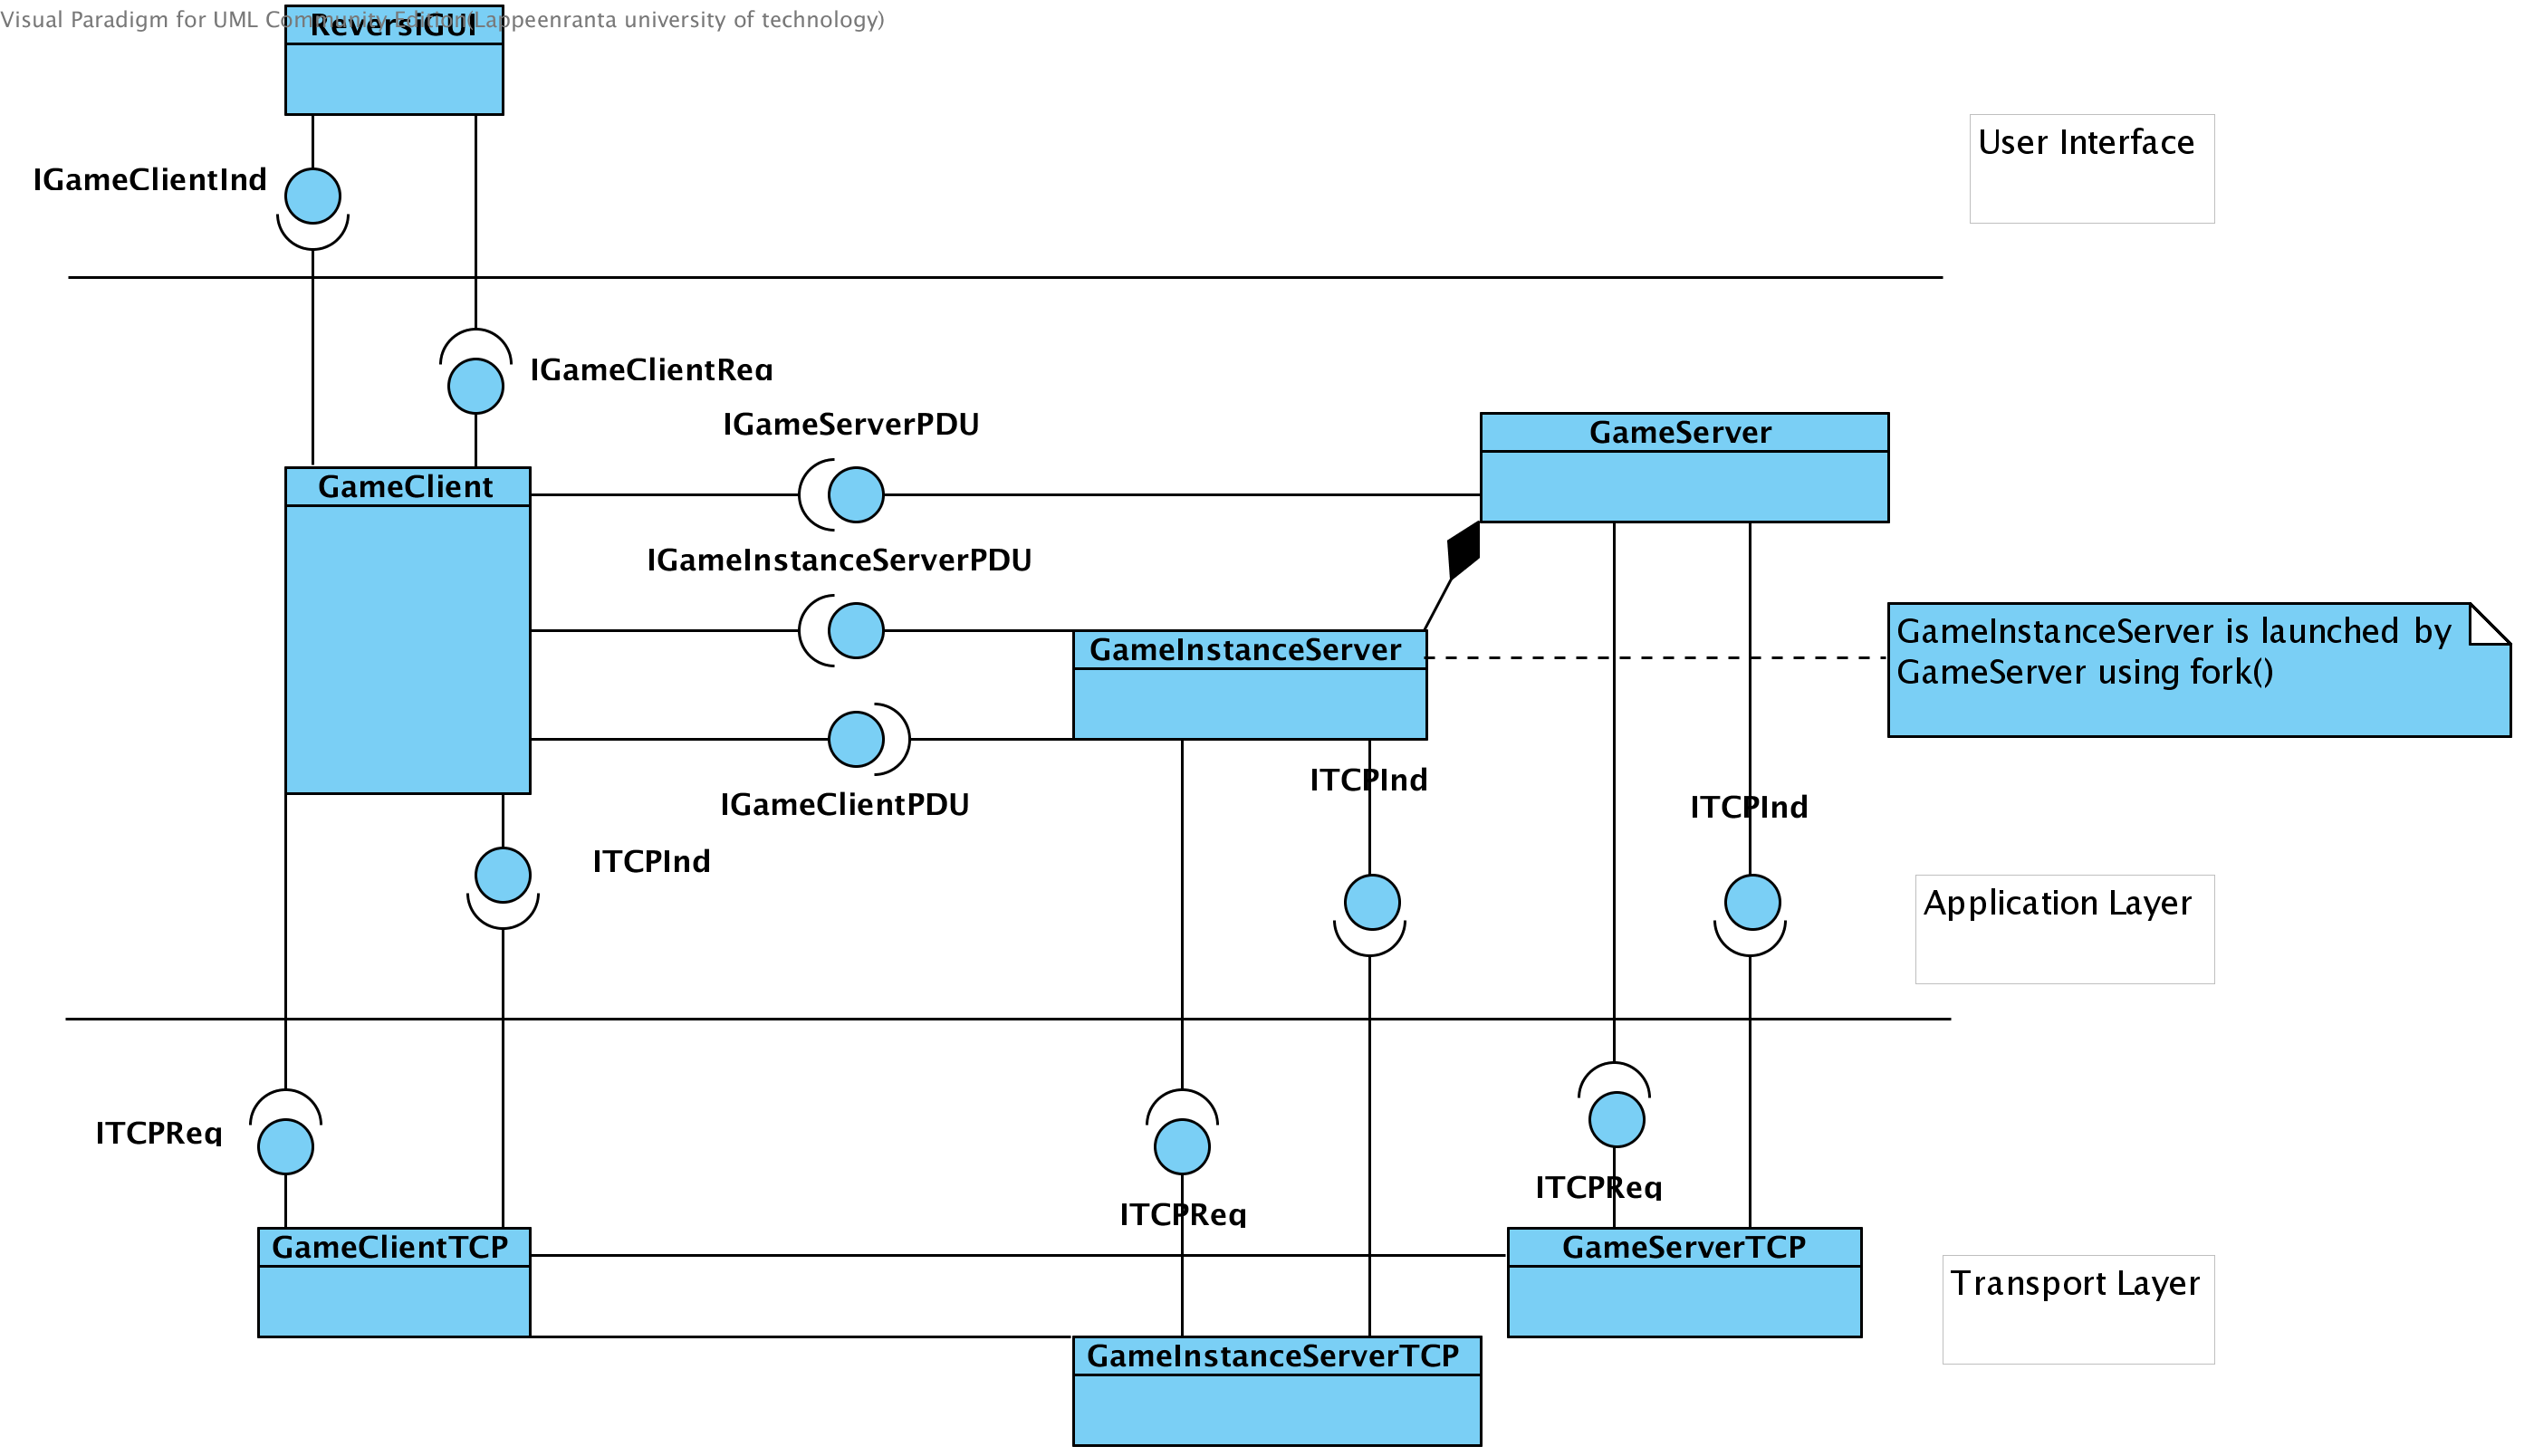 Visual Paradigm for UML Community Edition(Lappeenranta university of technology)
ReversiGUI
User Interface
IGameClientInd
IGameClientReq
IGameServerPDU
GameServer
GameClient
IGameInstanceServerPDU
GameInstanceServer is launched by
GameServer using fork()
GameInstanceServer
ITCPInd
IGameClientPDU
ITCPInd
ITCPInd
Application Layer
ITCPReq
ITCPReq
ITCPReq
GameClientTCP
GameServerTCP
Transport Layer
GameInstanceServerTCP